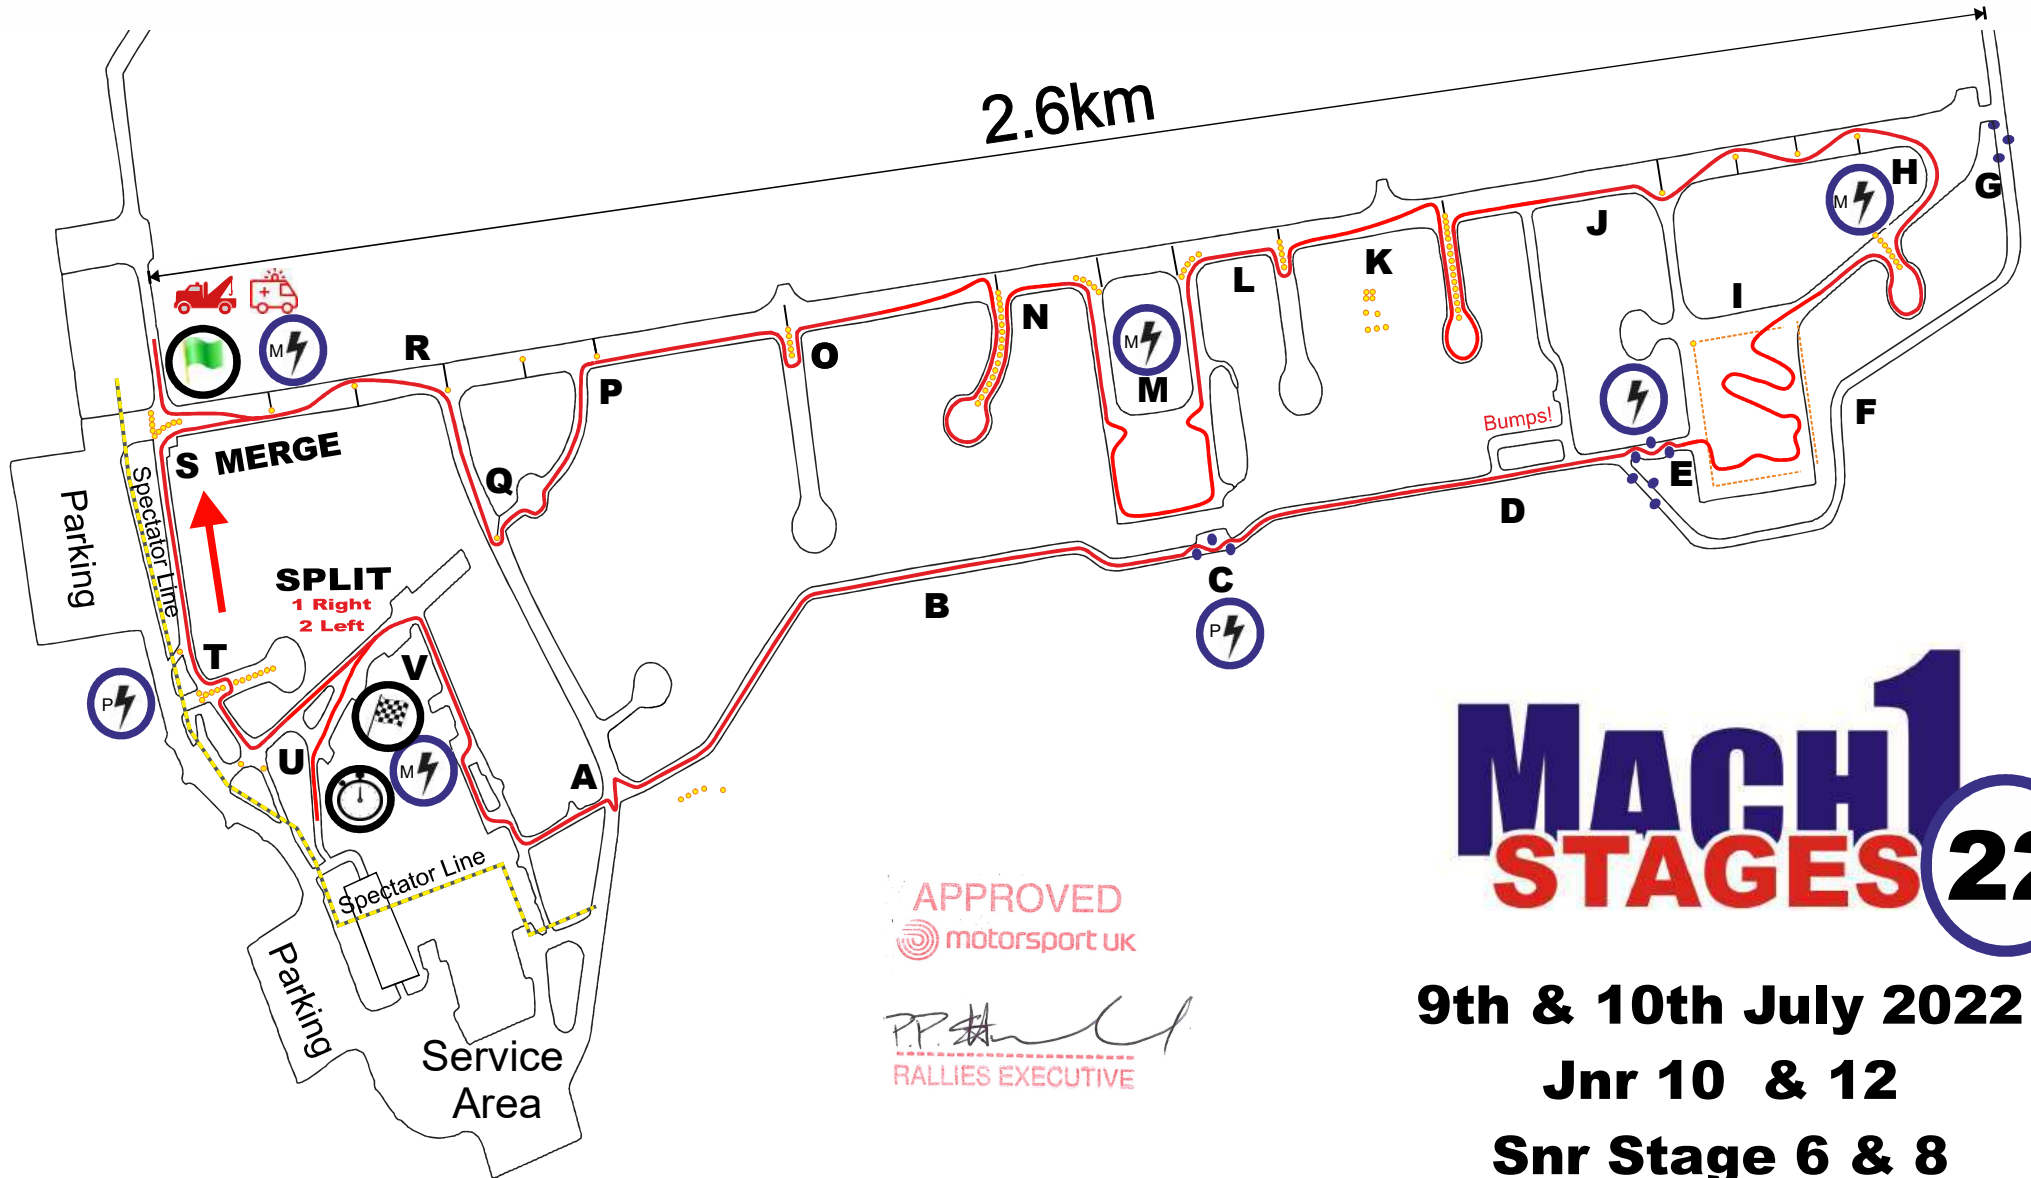 2.6km
H
G
M
J
I
K
L
N
M
M
R
M
O
P
F
Bumps!
S MERGE
Q
E
D
Parking
Spectator Line
SPLIT
1 Right
2 Left
C
B
P
T
V
P
U
M
A
MACH1
STAGES
22
Spectator Line
APPROVED
motorsport UK
Parking
9th & 10th July 2022
P.P.
RALLIES EXECUTIVE
Service
Area
Jnr 10 & 12
Snr Stage 6 & 8